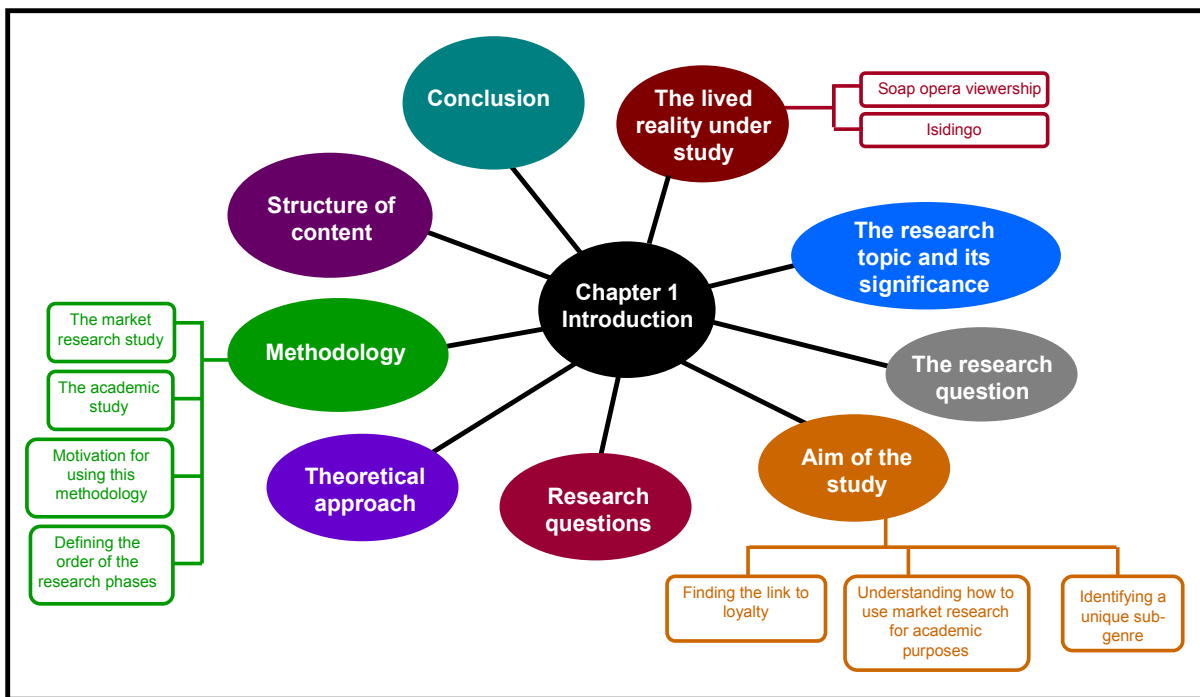 Chapter 1
Introduction
Conclusion
The lived
reality under
study
Soap opera viewership
Isidingo
The research
topic and its
significance
The research
question
Aim of the
study
Finding the link to
loyalty
Understanding how to
use market research
for academic
purposes
Identifying a
unique sub-
genre
Research
questions
Theoretical
approach
Methodology
The market
research study
The academic
study
Motivation for
using this
methodology
Defining the
order of the
research phases
Structure of
content